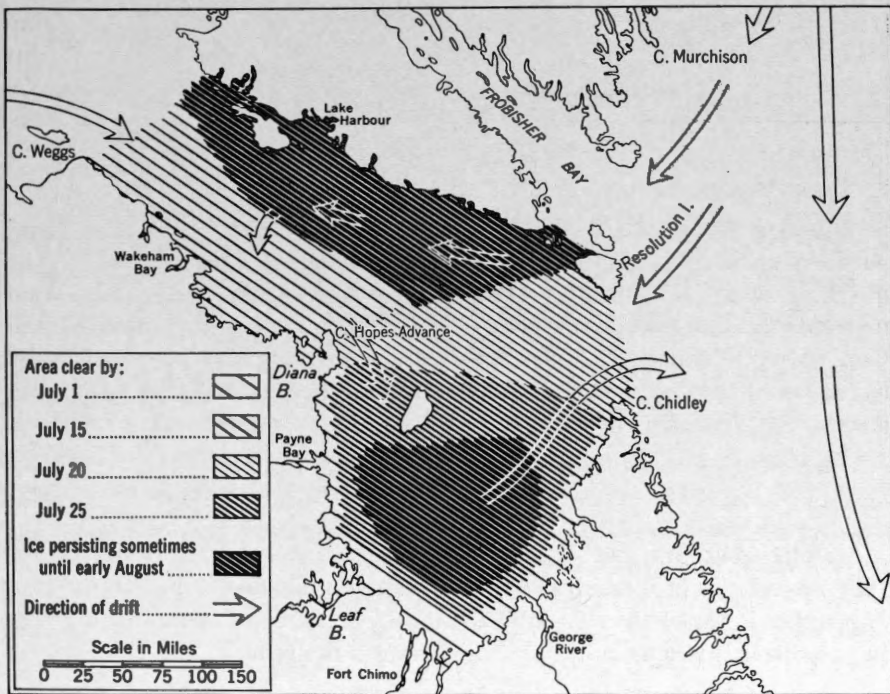 C. Murchison
FROBISHER BAY
Lake
Harbour
C. Weggs
Resolution I.
Wakeham
Bay
C. Hopes Advance
Diana
B.
C. Chidley
Payne
Bay
Leaf
B.
George
River
Fort Chimo
Area clear by:
July 1
July 15
July 20
July 25
Ice persisting sometimes
until early August
Direction of drift
Scale in Miles
0 25 50 75 100 150